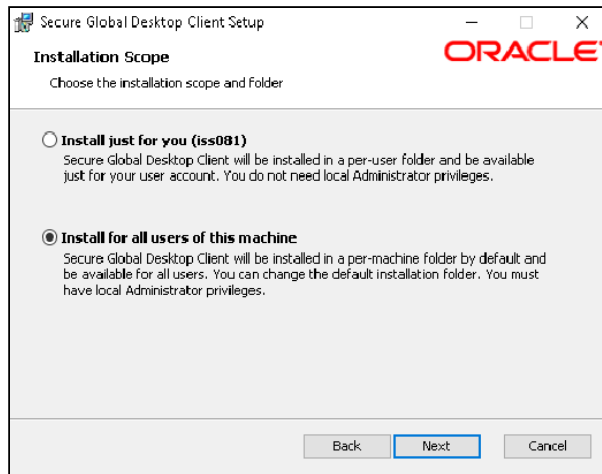 Secure Global Desktop Client Setup
Installation Scope
ORACLE
Choose the installation scope and folder
Install just for you (iss081)
Secure Global Desktop Client will be installed in a per-user folder and be available
just for your user account. You do not need local Administrator privileges.
Install for all users of this machine
Secure Global Desktop Client will be installed in a per-machine folder by default and
be available for all users. You can change the default installation folder. You must
have local Administrator privileges.
Back
Next
Cancel